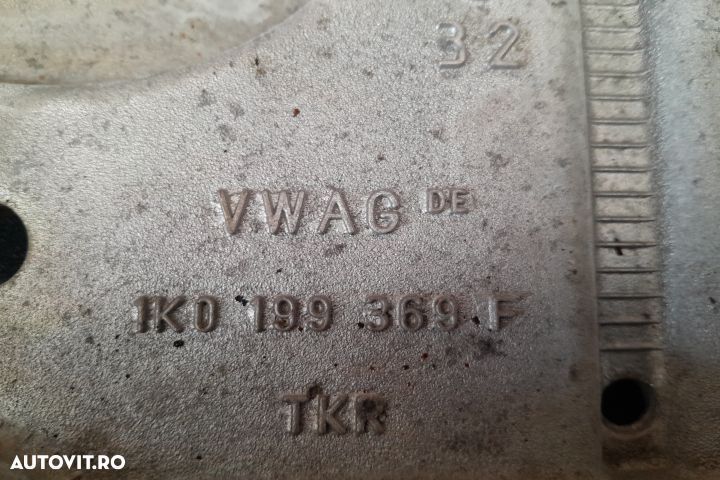 32
VWAG DE
1K0 199 369 F
TKR
AUTOVIT.RO